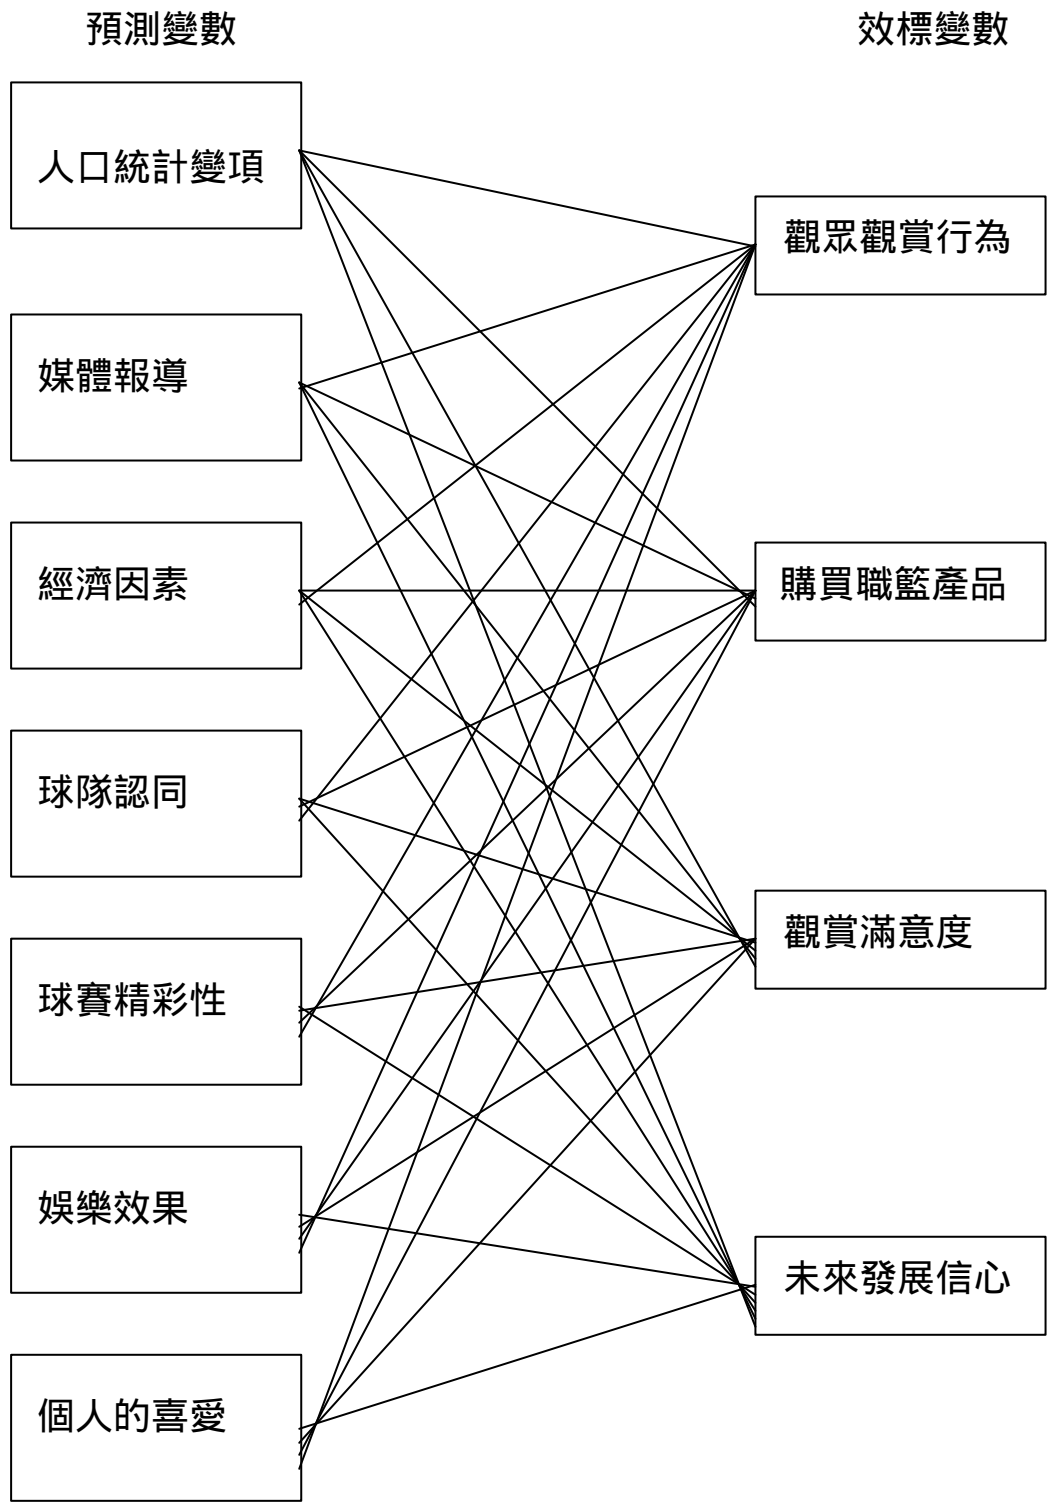 預測變數
效標變數
人口統計變項
觀眾觀賞行為
媒體報導
經濟因素
購買職籃產品
球隊認同
觀賞滿意度
球賽精彩性
娛樂效果
未來發展信心
個人的喜愛